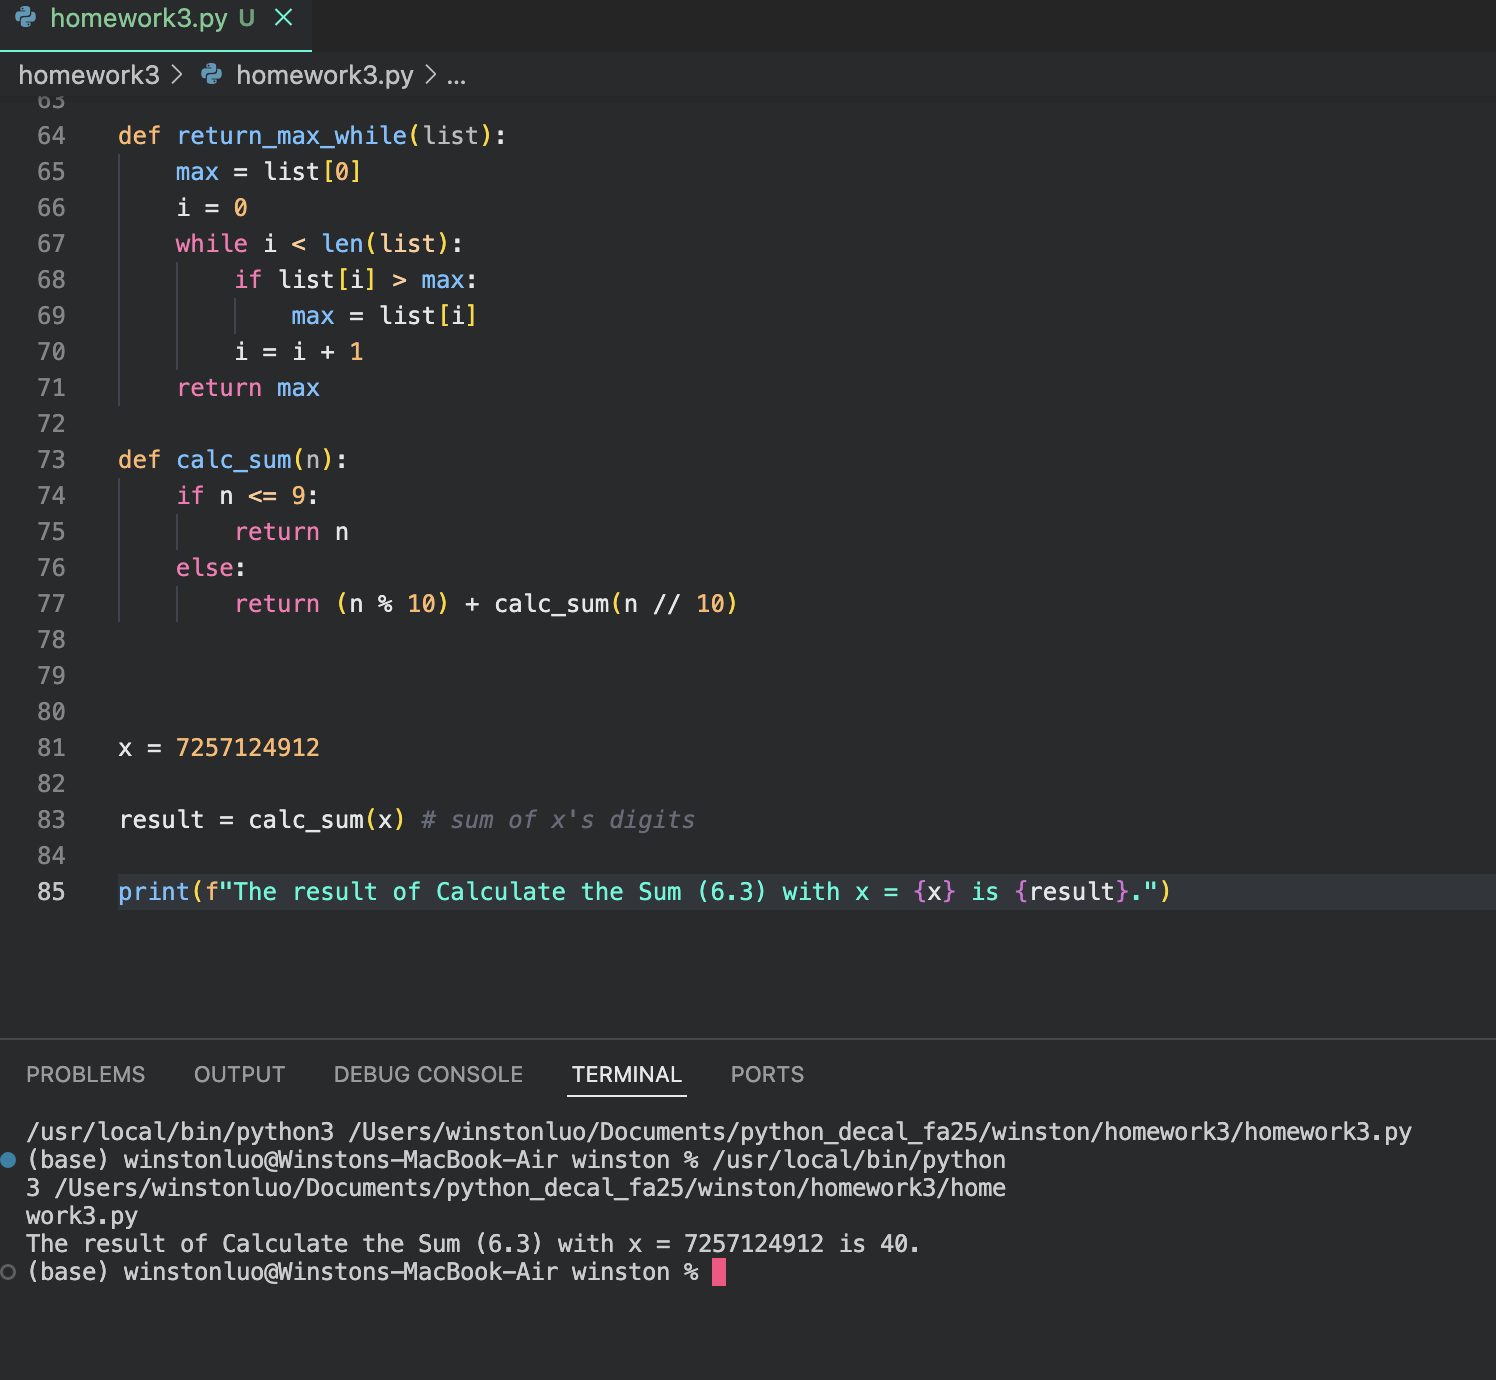 homework3.py U ×
homework3 > homework3.py > ...
63
64 def return_max_while(list):
65     max = list[0]
66     i = 0
67     while i < len(list):
68         if list[i] > max:
69             max = list[i]
70         i = i + 1
71     return max
72
73 def calc_sum(n):
74     if n <= 9:
75         return n
76     else:
77         return (n % 10) + calc_sum(n // 10)
78
79
80
81 x = 7257124912
82
83 result = calc_sum(x) # sum of x's digits
84
85 print(f"The result of Calculate the Sum (6.3) with x = {x} is {result}.")
PROBLEMS OUTPUT DEBUG CONSOLE TERMINAL PORTS
/usr/local/bin/python3 /Users/winstonluo/Documents/python_decal_fa25/winston/homework3/homework3.py
(base) winstonluo@Winstons-MacBook-Air winston % /usr/local/bin/python
3 /Users/winstonluo/Documents/python_decal_fa25/winston/homework3/home
work3.py
The result of Calculate the Sum (6.3) with x = 7257124912 is 40.
(base) winstonluo@Winstons-MacBook-Air winston %